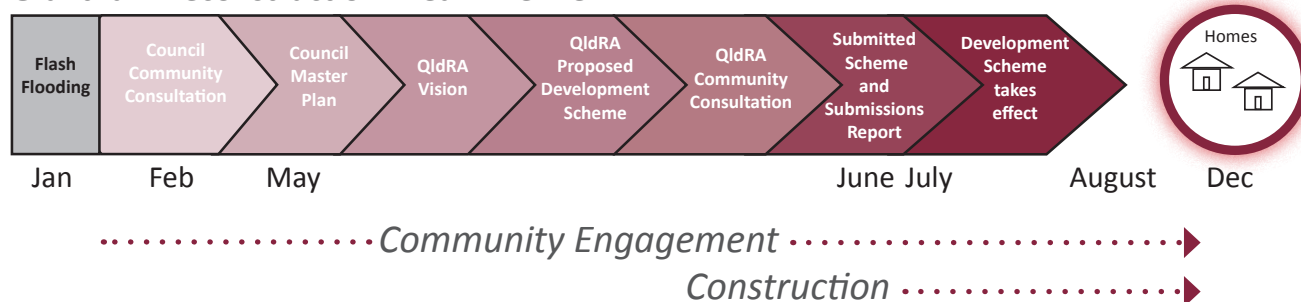 Flash
Flooding
Council
Community
Consultation
Council
Master
Plan
QldRA
Vision
QldRA
Proposed
Development
Scheme
QldRA
Community
Consultation
Submitted
Scheme
and
Submissions
Report
Development
Scheme
takes
effect
Homes
Jan Feb May June July August Dec
Community Engagement
Construction